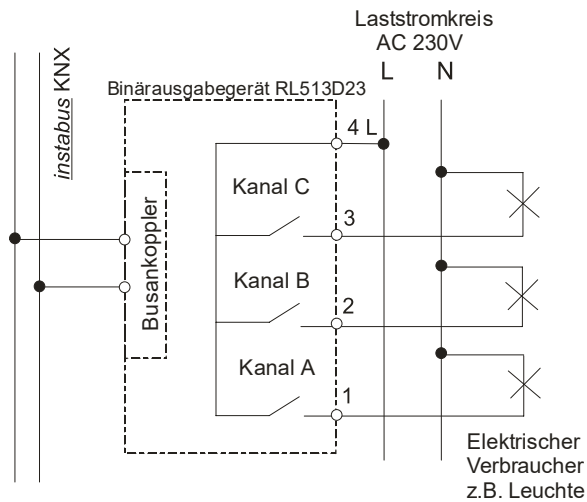 Laststromkreis
AC 230V
L N
instabus KNX
Binärausgabegerät RL513D23
4 L
Kanal C
3
Busankoppler
Kanal B
2
Kanal A
1
Elektrischer
Verbraucher
z.B. Leuchte